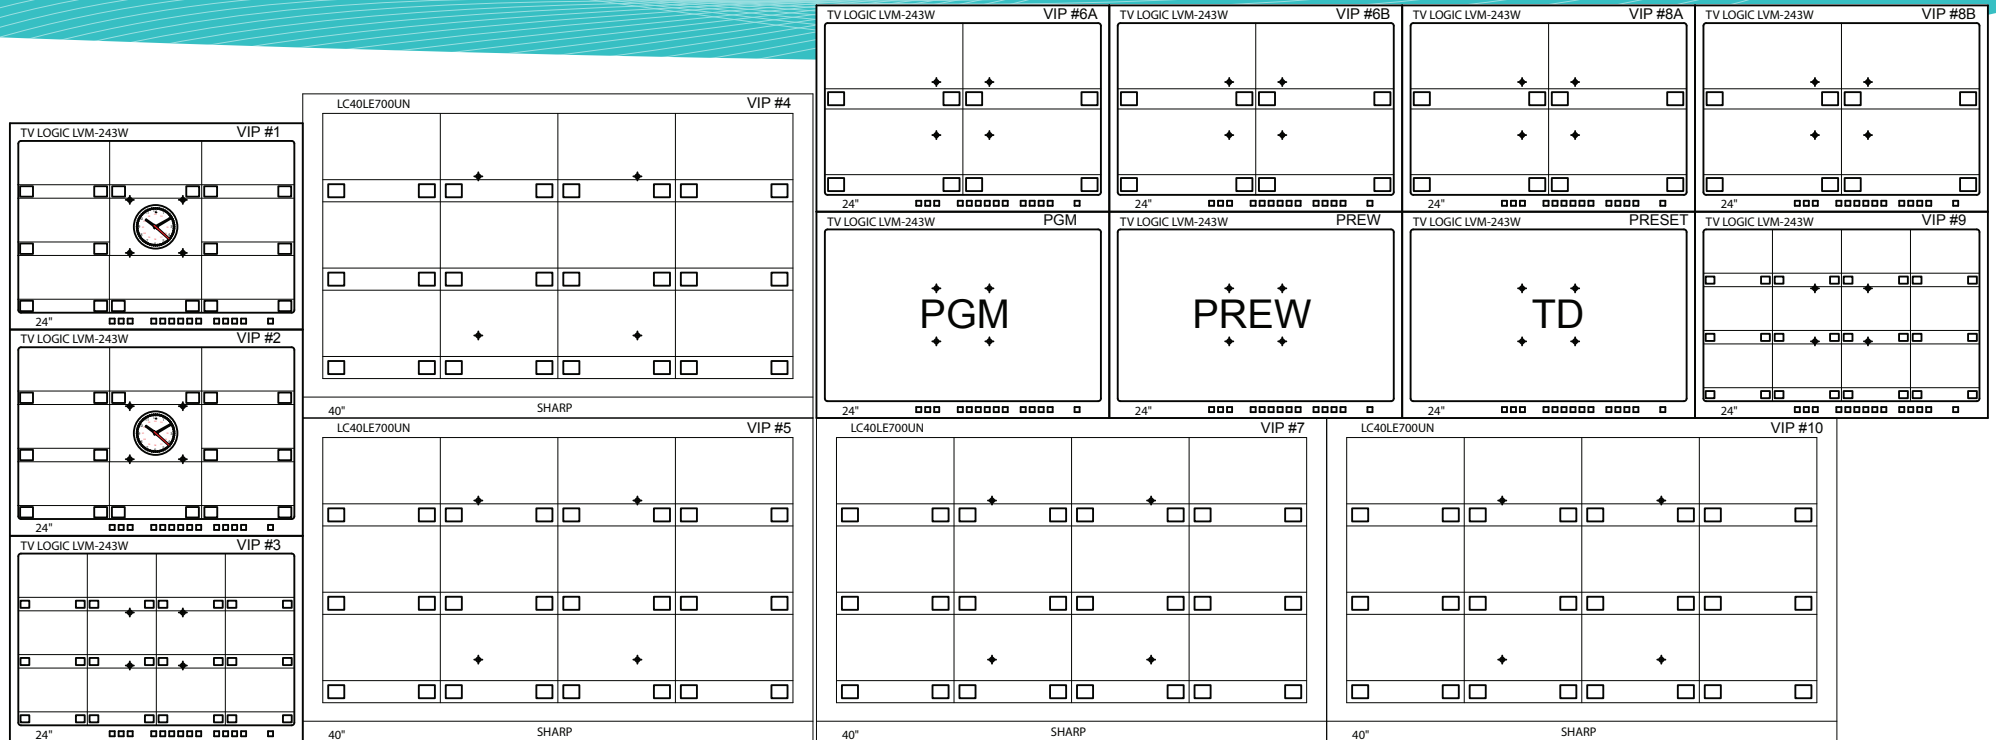 TV LOGIC LVM-243W VIP #6A
TV LOGIC LVM-243W VIP #6B
TV LOGIC LVM-243W VIP #8A
TV LOGIC LVM-243W VIP #8B
24"
24"
24"
24"
LC40LE700UN VIP #4
40" SHARP
TV LOGIC LVM-243W VIP #1
24"
TV LOGIC LVM-243W PGM
PGM
24"
TV LOGIC LVM-243W PREW
PREW
24"
TV LOGIC LVM-243W PRESET
TD
24"
TV LOGIC LVM-243W VIP #9
24"
TV LOGIC LVM-243W VIP #2
24"
LC40LE700UN VIP #5
40" SHARP
LC40LE700UN VIP #7
40" SHARP
LC40LE700UN VIP #10
40" SHARP
TV LOGIC LVM-243W VIP #3
24"